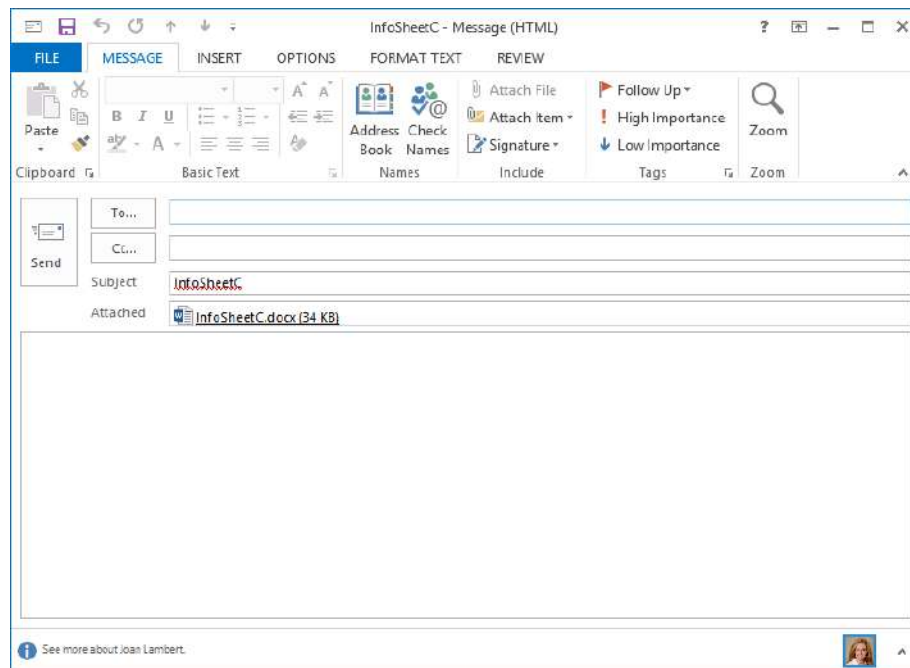 InfoSheetC - Message (HTML)
FILE MESSAGE INSERT OPTIONS FORMAT TEXT REVIEW
Paste
B I U
Address Book
Check Names
Attach File
Attach Item
Signature
Follow Up
High Importance
Low Importance
Zoom
Clipboard Basic Text Names Include Tags Zoom
Send
To...
Cc...
Subject InfoSheetC
Attached InfoSheetC.docx (34 KB)
See more about Joan Lambert.